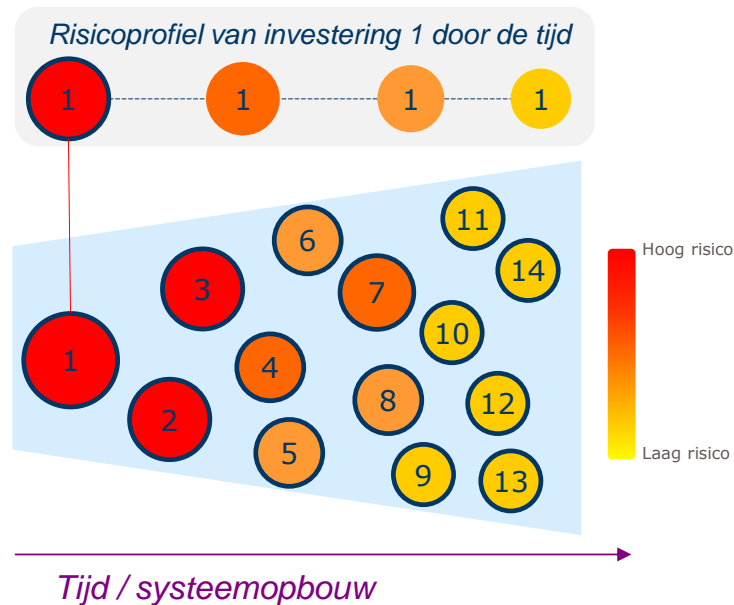 Risicoprofiel van investering 1 door de tijd
1 1 1 1
11
6
14
3
7
Hoog risico
10
1
4
8
12
2
5
9
13
Laag risico
Tijd / systeemopbouw